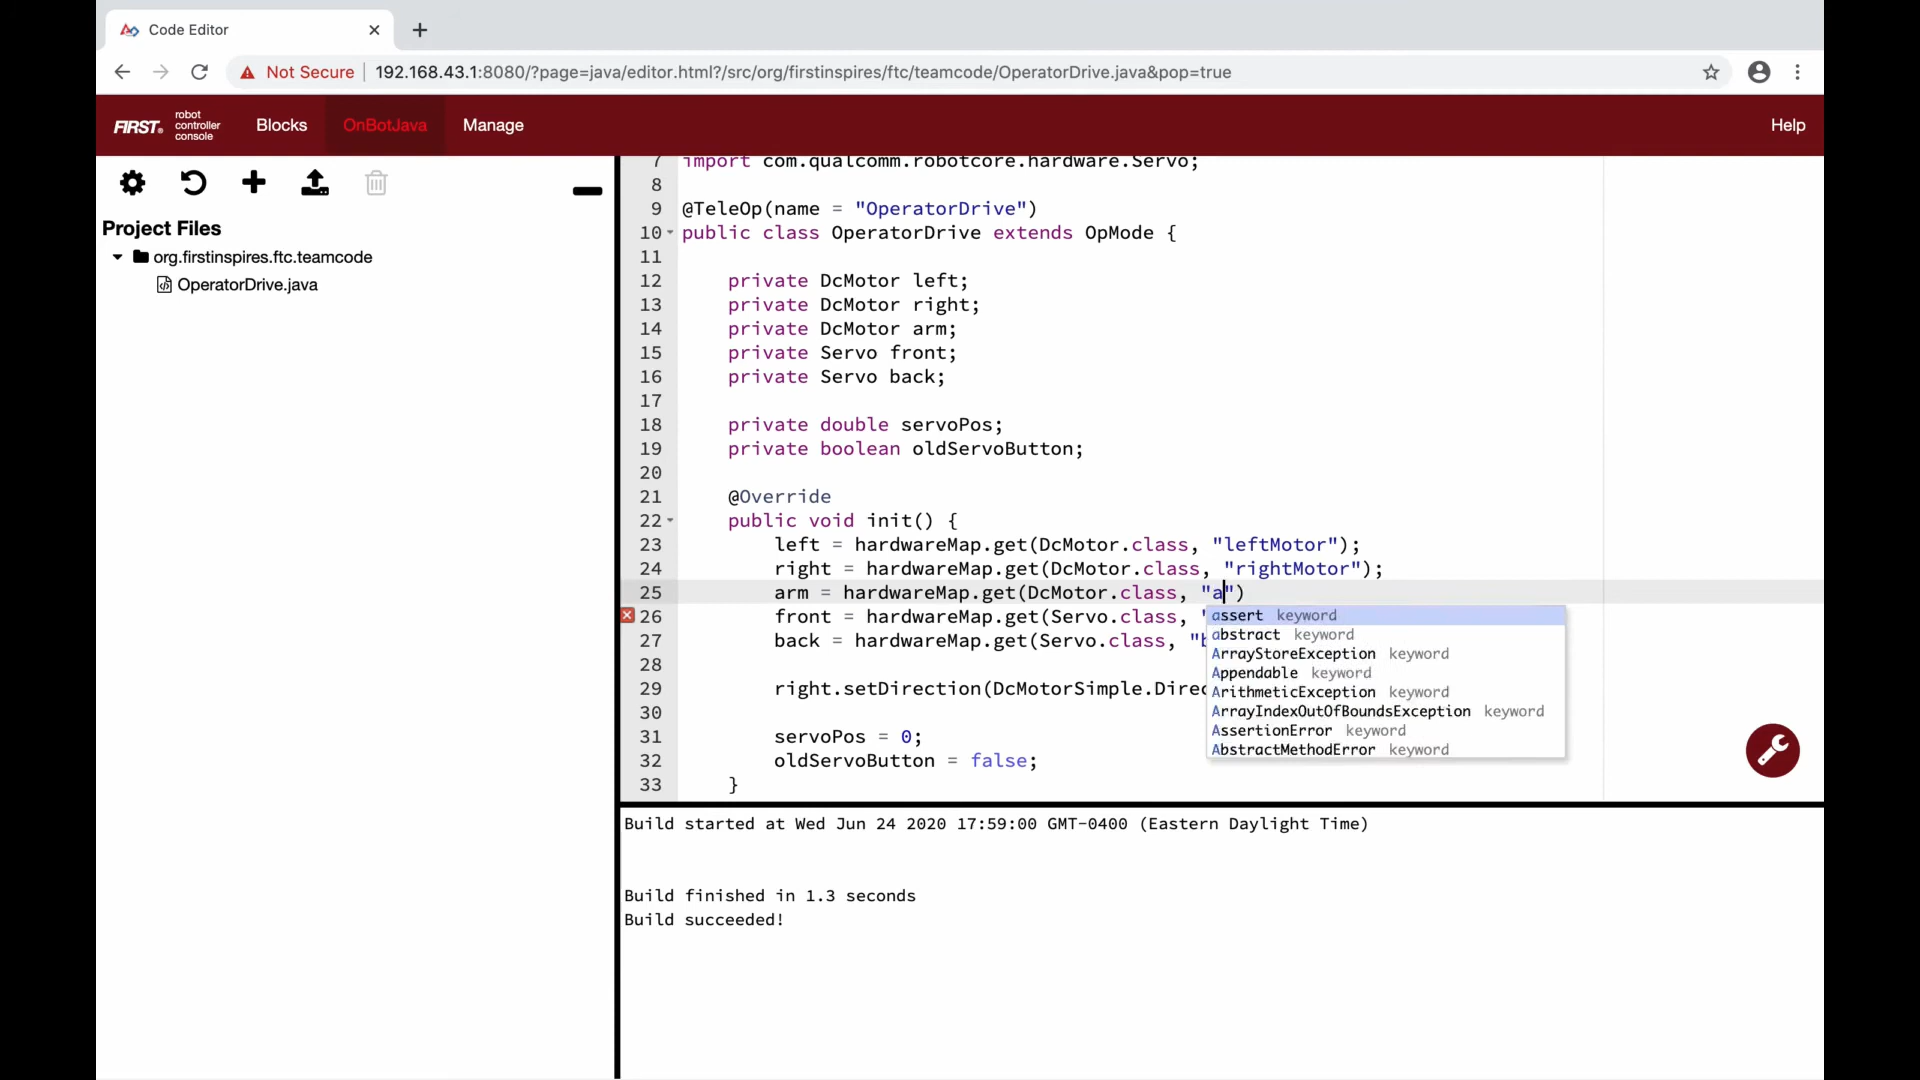 Code Editor
Not Secure 192.168.43.1:8080/?page=java/editor.html?/src/org/firstinspires/ftc/teamcode/OperatorDrive.java&pop=true
FIRST® robot controller console Blocks OnBotJava Manage Help
Project Files
org.firstinspires.ftc.teamcode
OperatorDrive.java
7 import com.qualcomm.robotcore.hardware.Servo;
8
9 @TeleOp(name = "OperatorDrive")
10 public class OperatorDrive extends OpMode {
11
12 private DcMotor left;
13 private DcMotor right;
14 private DcMotor arm;
15 private Servo front;
16 private Servo back;
17
18 private double servoPos;
19 private boolean oldServoButton;
20
21 @Override
22 public void init() {
23 left = hardwareMap.get(DcMotor.class, "leftMotor");
24 right = hardwareMap.get(DcMotor.class, "rightMotor");
25 arm = hardwareMap.get(DcMotor.class, "a")
26 front = hardwareMap.get(Servo.class, "
27 back = hardwareMap.get(Servo.class, "b
28
29 right.setDirection(DcMotorSimple.Direc
30
31 servoPos = 0;
32 oldServoButton = false;
33 }
assert keyword
abstract keyword
ArrayStoreException keyword
Appendable keyword
ArithmeticException keyword
ArrayIndexOutOfBoundsException keyword
AssertionError keyword
AbstractMethodError keyword
Build started at Wed Jun 24 2020 17:59:00 GMT-0400 (Eastern Daylight Time)
Build finished in 1.3 seconds
Build succeeded!